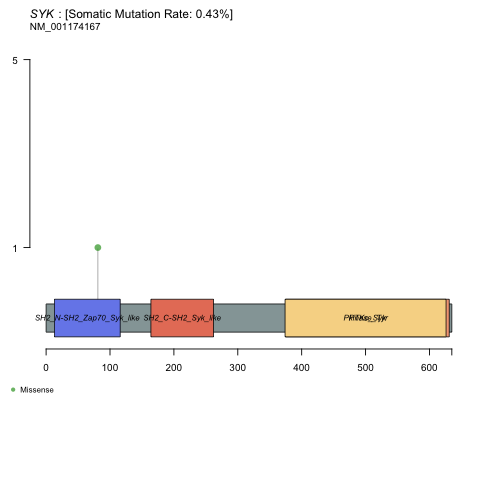 SYK : [Somatic Mutation Rate: 0.43%]
NM_001174167
5
1
SH2_N-SH2_Zap70_Syk_like SH2_C-SH2_Syk_like
0 100 200 300 400 500 600
Missense